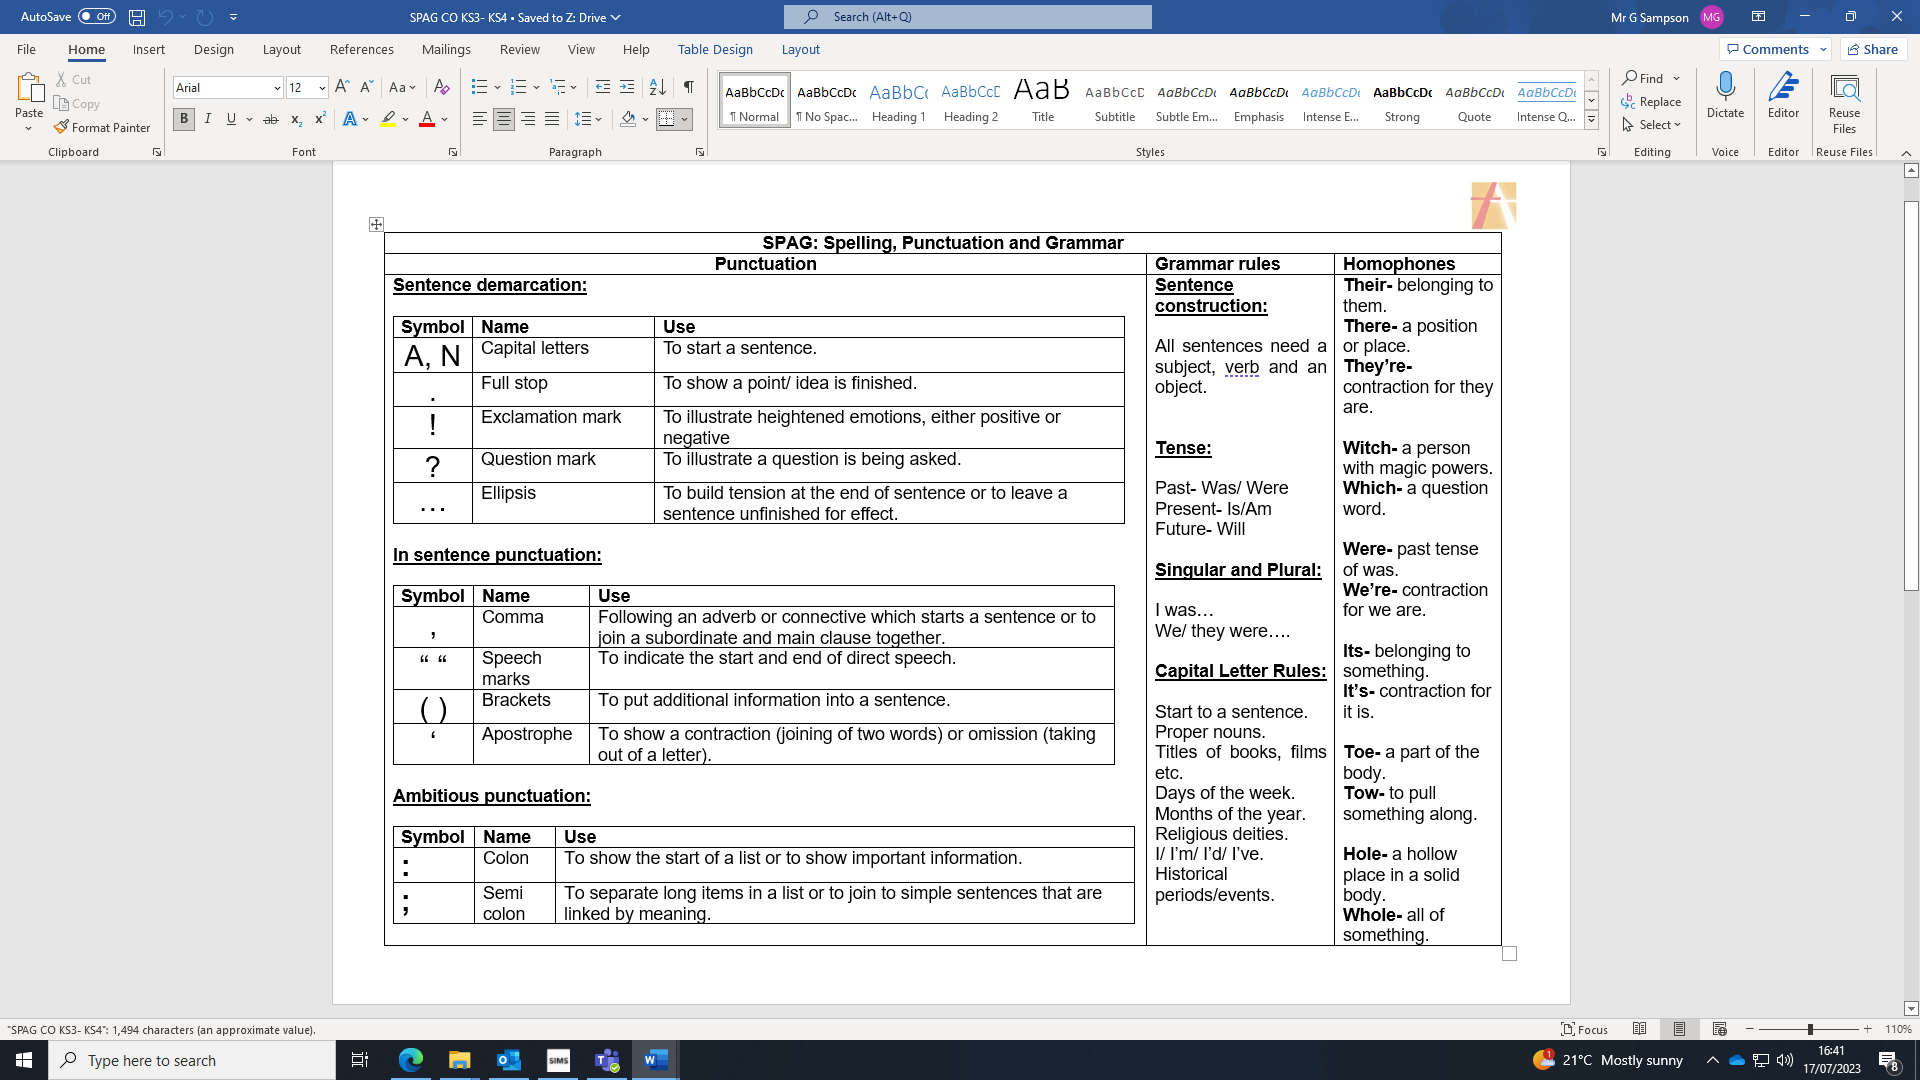 AutoSave Off SPAG CO KS3- KS4 • Saved to Z: Drive Search (Alt+Q) Mr G Sampson MG
File Home Insert Design Layout References Mailings Review View Help Table Design Layout Comments Share
Paste
Cut
Copy
Format Painter
Arial 12
AaBbCcDc ¶ Normal
AaBbCcDc ¶ No Spac...
AaBbC Heading 1
AaBbCcD Heading 2
AaB Title
AaBbCcD Subtitle
AaBbCcDc Subtle Em...
AaBbCcDc Emphasis
AaBbCcDc Intense E...
AaBbCcDc Strong
AaBbCcDc Quote
AaBbCcDc Intense Q...
Find
Replace
Select
Dictate
Editor
Reuse Files
Clipboard Font Paragraph Styles Editing Voice Editor Reuse Files
SPAG: Spelling, Punctuation and Grammar
Punctuation
Sentence demarcation:
Symbol Name Use
A, N Capital letters To start a sentence.
. Full stop To show a point/ idea is finished.
! Exclamation mark To illustrate heightened emotions, either positive or
negative
? Question mark To illustrate a question is being asked.
… Ellipsis To build tension at the end of sentence or to leave a
sentence unfinished for effect.
In sentence punctuation:
Symbol Name Use
, Comma Following an adverb or connective which starts a sentence or to
join a subordinate and main clause together.
“ “ Speech marks To indicate the start and end of direct speech.
( ) Brackets To put additional information into a sentence.
‘ Apostrophe To show a contraction (joining of two words) or omission (taking
out of a letter).
Ambitious punctuation:
Symbol Name Use
: Colon To show the start of a list or to show important information.
; Semi colon To separate long items in a list or to join to simple sentences that are
linked by meaning.
Grammar rules
Sentence
construction:
All sentences need a
subject, verb and an
object.
Tense:
Past- Was/ Were
Present- Is/Am
Future- Will
Singular and Plural:
I was…
We/ they were….
Capital Letter Rules:
Start to a sentence.
Proper nouns.
Titles of books, films
etc.
Days of the week.
Months of the year.
Religious deities.
I/ I’m/ I’d/ I’ve.
Historical
periods/events.
Homophones
Their- belonging to
them.
There- a position
or place.
They’re-
contraction for they
are.
Witch- a person
with magic powers.
Which- a question
word.
Were- past tense
of was.
We’re- contraction
for we are.
Its- belonging to
something.
It’s- contraction for
it is.
Toe- a part of the
body.
Tow- to pull
something along.
Hole- a hollow
place in a solid
body.
Whole- all of
something.
"SPAG CO KS3- KS4": 1,494 characters (an approximate value). Focus 110%
Type here to search SIMS 21°C Mostly sunny 16:41
17/07/2023 8